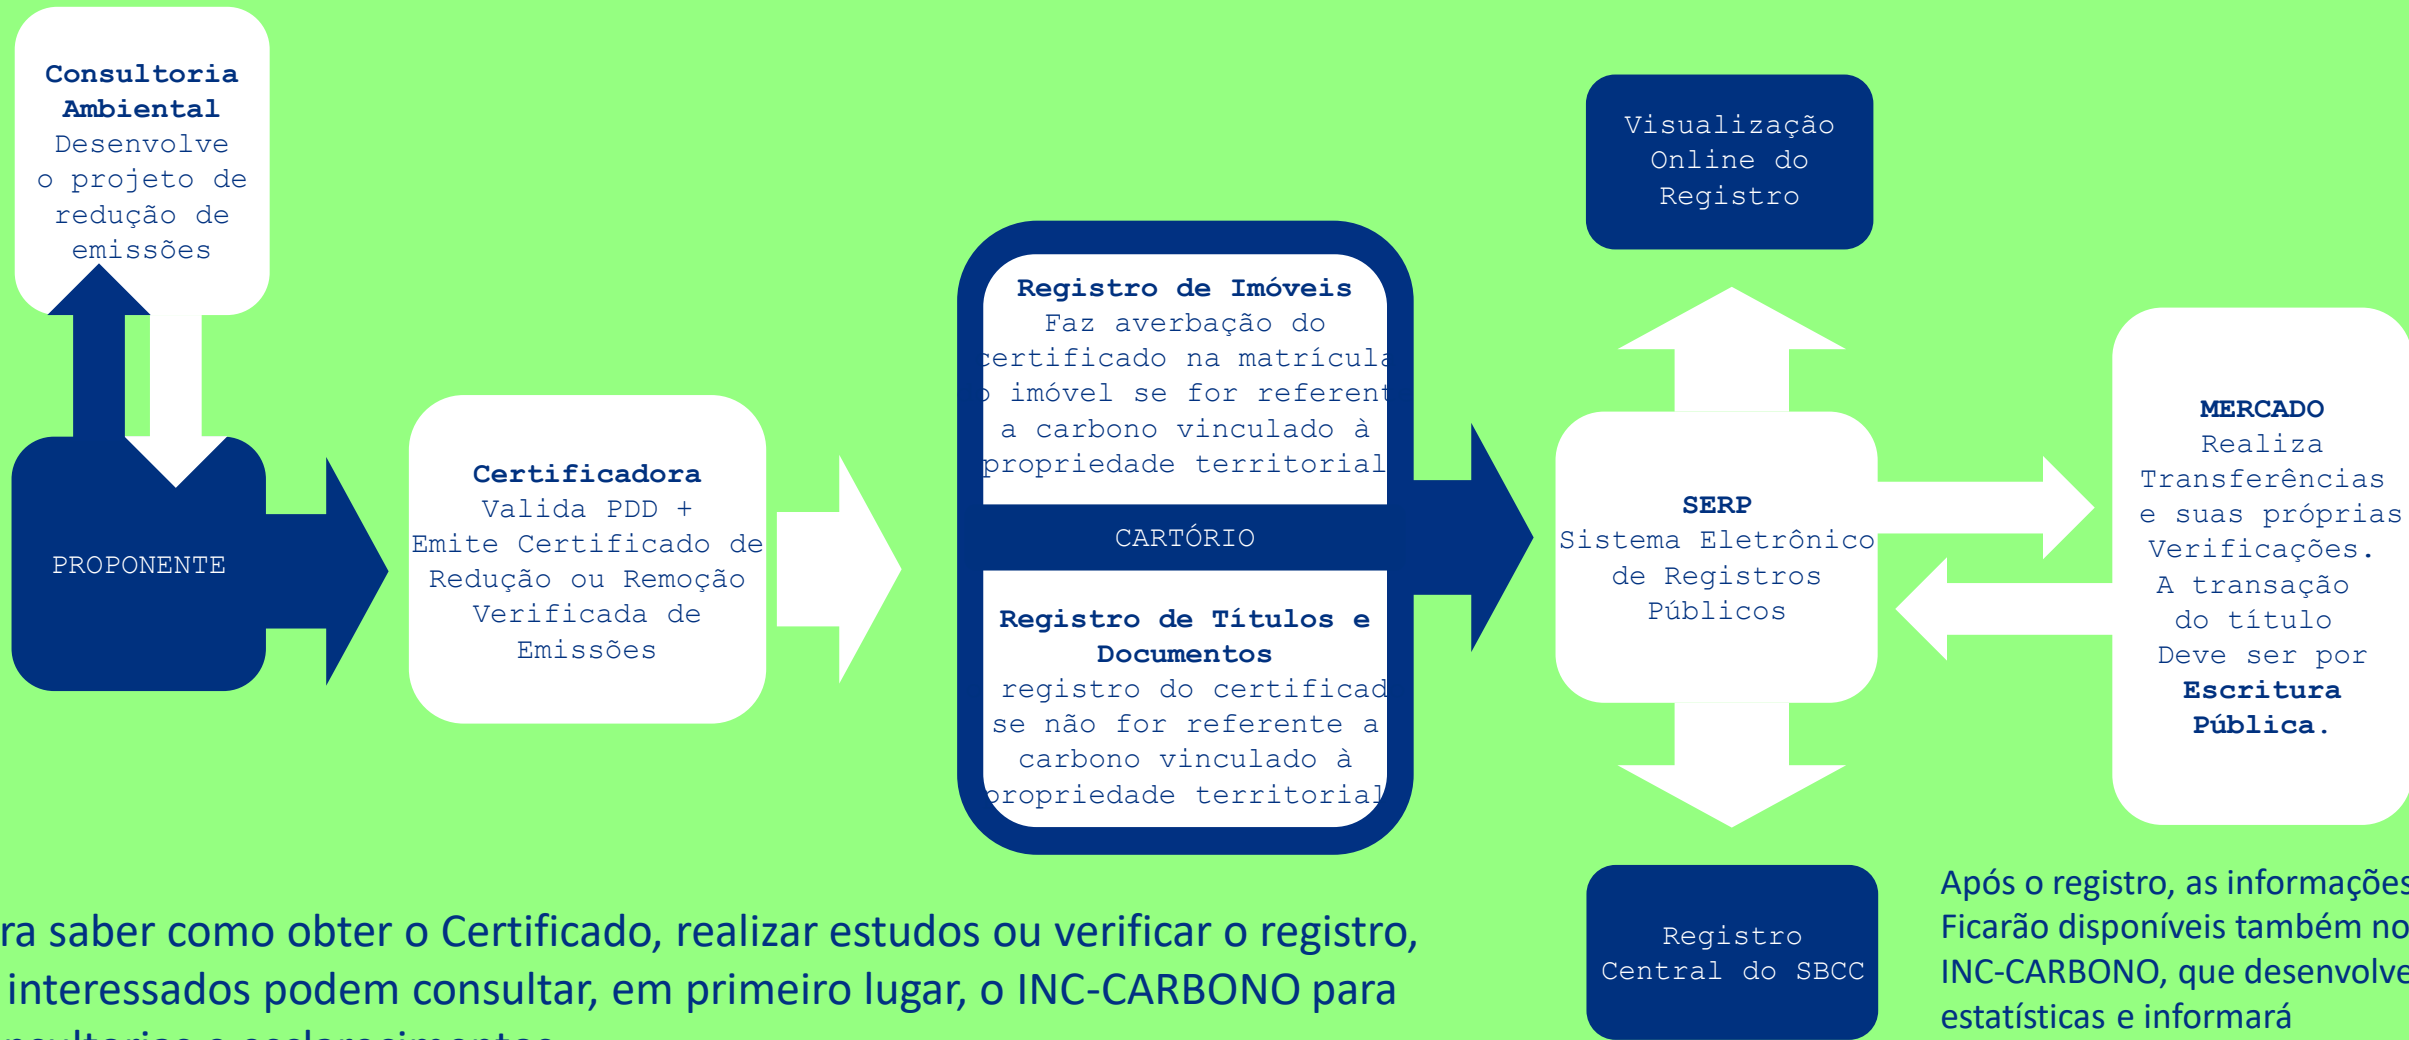 Consultoria
Ambiental
Desenvolve
o projeto de
redução de
emissões
PROPONENTE
Certificadora
Valida PDD +
Emite Certificado de
Redução ou Remoção
Verificada de
Emissões
Registro de Imóveis
Faz averbação do
certificado na matrícula
imóvel se for referent
a carbono vinculado à
propriedade territorial
CARTÓRIO
Registro de Títulos e
Documentos
registro do certificad
se não for referente a
carbono vinculado à
propriedade territorial
Visualização
Online do
Registro
SERP
Sistema Eletrônico
de Registros
Públicos
Registro
Central do SBCC
MERCADO
Realiza
Transferências
e suas próprias
Verificações.
A transação
do título
Deve ser por
Escritura
Pública.
ra saber como obter o Certificado, realizar estudos ou verificar o registro,
interessados podem consultar, em primeiro lugar, o INC-CARBONO para
Após o registro, as informações
Ficarão disponíveis também no
INC-CARBONO, que desenvolve
estatísticas e informará